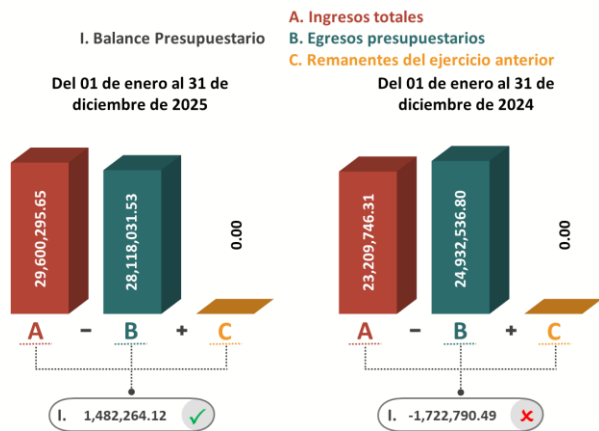 A. Ingresos totales
I. Balance Presupuestario
B. Egresos presupuestarios
C. Remanentes del ejercicio anterior
Del 01 de enero al 31 de
diciembre de 2025
29,600,295.65
28,118,031.53
0.00
A – B + C
I. 1,482,264.12 ✓
Del 01 de enero al 31 de
diciembre de 2024
23,209,746.31
24,932,536.80
0.00
A – B + C
I. -1,722,790.49 ✗